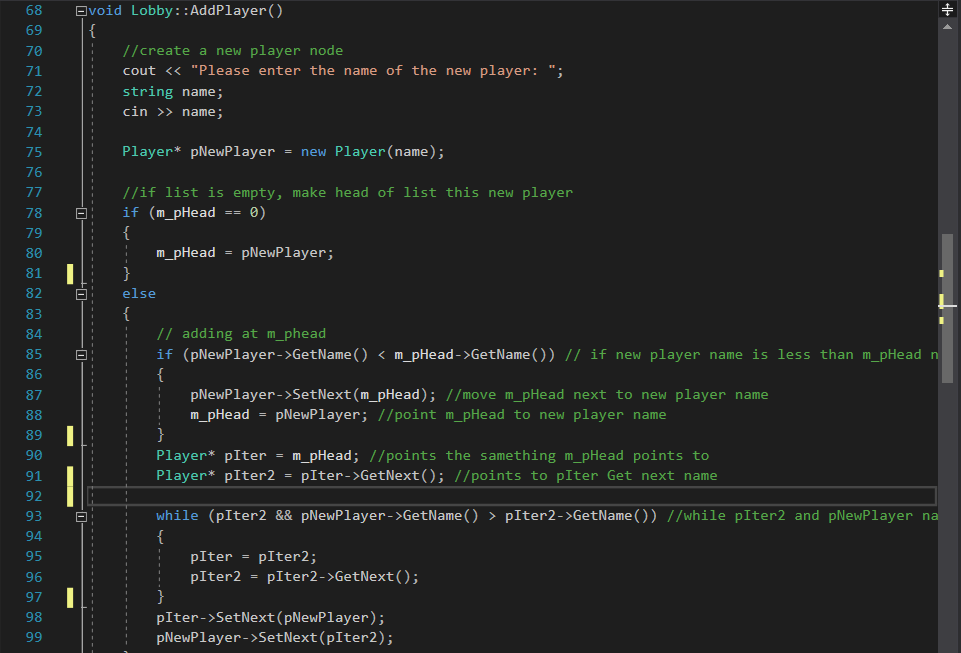 68 void Lobby::AddPlayer()
69 {
70 //create a new player node
71 cout << "Please enter the name of the new player: ";
72 string name;
73 cin >> name;
74
75 Player* pNewPlayer = new Player(name);
76
77 //if list is empty, make head of list this new player
78 if (m_pHead == 0)
79 {
80 m_pHead = pNewPlayer;
81 }
82 else
83 {
84 // adding at m_phead
85 if (pNewPlayer->GetName() < m_pHead->GetName()) // if new player name is less than m_pHead n
86 {
87 pNewPlayer->SetNext(m_pHead); //move m_pHead next to new player name
88 m_pHead = pNewPlayer; //point m_pHead to new player name
89 }
90 Player* pIter = m_pHead; //points the samething m_pHead points to
91 Player* pIter2 = pIter->GetNext(); //points to pIter Get next name
92
93 while (pIter2 && pNewPlayer->GetName() > pIter2->GetName()) //while pIter2 and pNewPlayer na
94 {
95 pIter = pIter2;
96 pIter2 = pIter2->GetNext();
97 }
98 pIter->SetNext(pNewPlayer);
99 pNewPlayer->SetNext(pIter2);